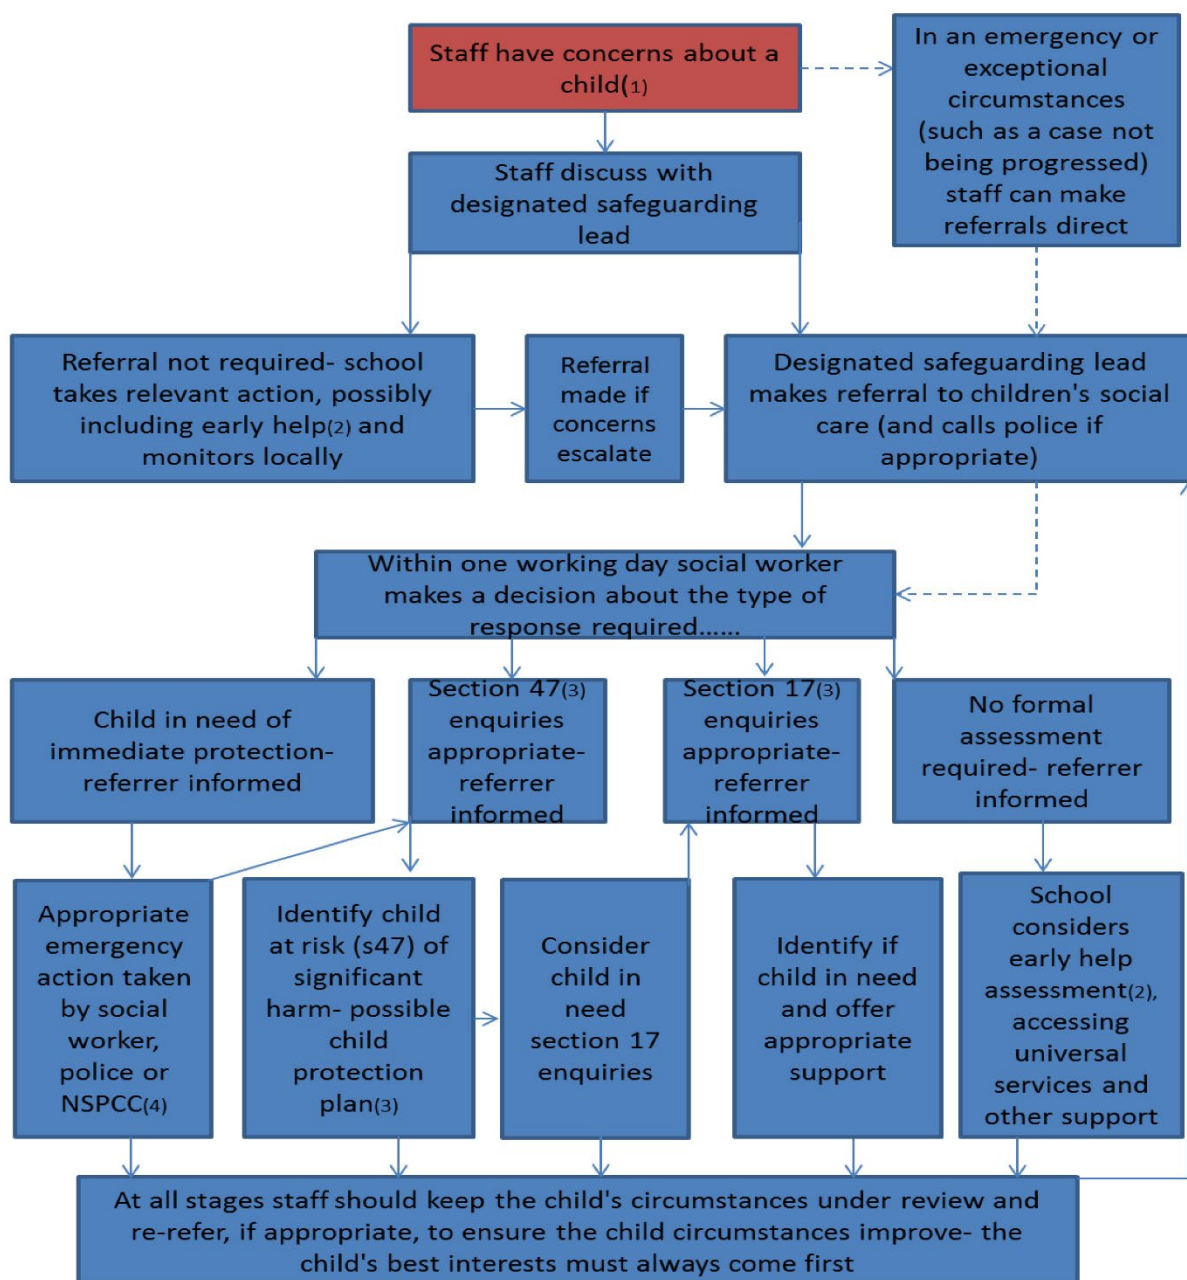 Staff have concerns about a
child(1)
In an emergency or
exceptional
circumstances
(such as a case not
being progressed)
staff can make
referrals direct
Staff discuss with
designated safeguarding
lead
Referral not required- school
takes relevant action, possibly
including early help(2) and
monitors locally
Referral
made if
concerns
escalate
Designated safeguarding lead
makes referral to children's social
care (and calls police if
appropriate)
Within one working day social worker
makes a decision about the type of
response required......
Child in need of
immediate protection-
referrer informed
Section 47(3)
enquiries
appropriate-
referrer
informed
Section 17(3)
enquiries
appropriate-
referrer
informed
No formal
assessment
required- referrer
informed
Appropriate
emergency
action taken
by social
worker,
police or
NSPCC(4)
Identify child
at risk (s47) of
significant
harm- possible
child
protection
plan(3)
Consider
child in
need
section 17
enquiries
Identify if
child in need
and offer
appropriate
support
School
considers
early help
assessment(2),
accessing
universal
services and
other support
At all stages staff should keep the child's circumstances under review and
re-refer, if appropriate, to ensure the child circumstances improve- the
child's best interests must always come first